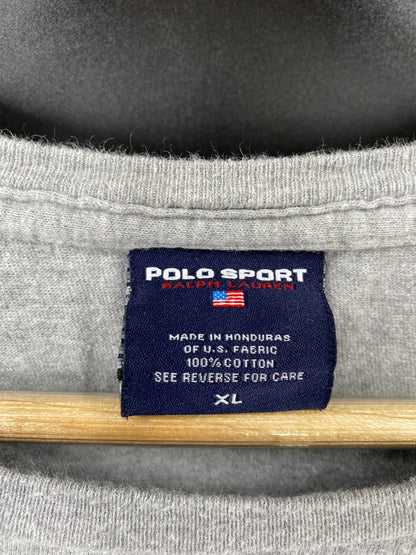 POLO SPORT
RALPH LAUREN
MADE IN HONDURAS
OF U.S. FABRIC
100% COTTON
SEE REVERSE FOR CARE
XL